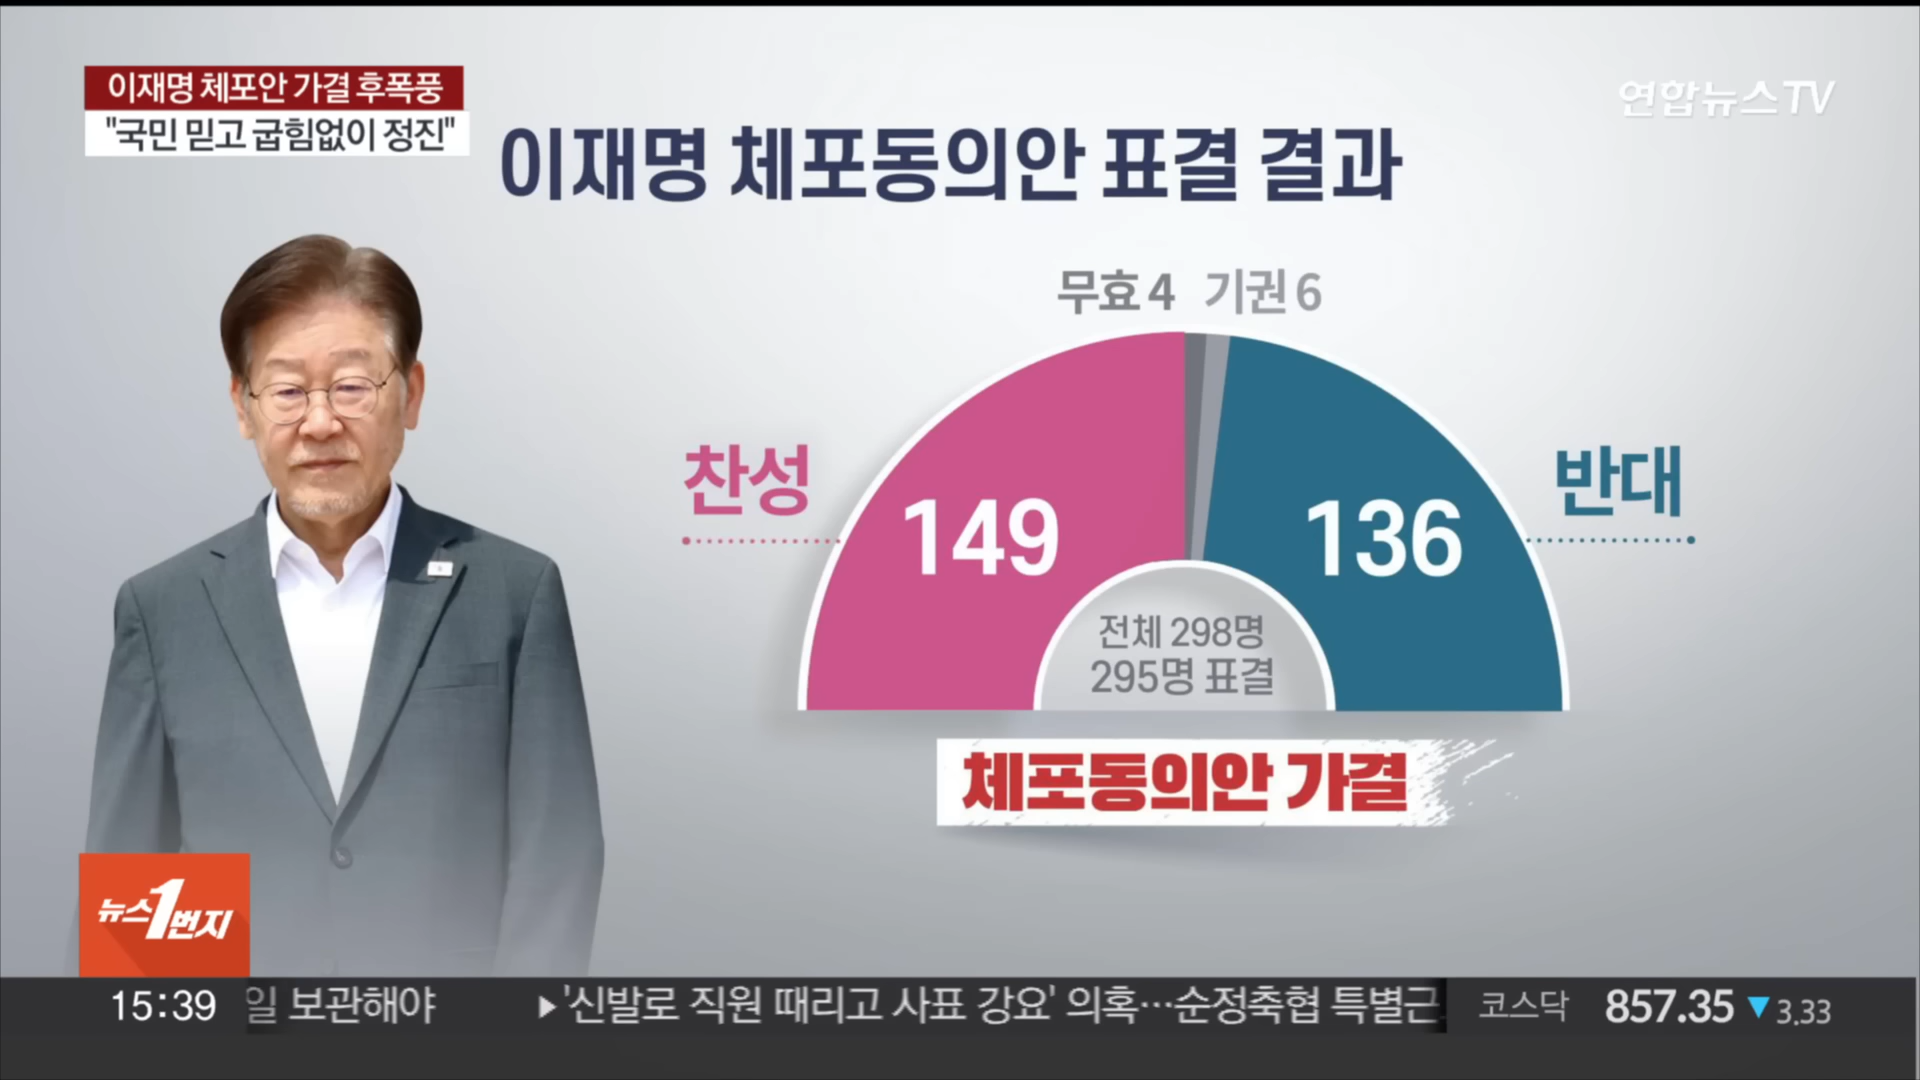 이재명 체포안 가결 후폭풍
"국민 믿고 굽힘없이 정진"
연합뉴스TV
이재명 체포동의안 표결 결과
무효 4 기권 6
찬성
149
136
반대
전체 298명
295명 표결
체포동의안 가결
뉴스1번지
15:39 일 보관해야 ▶'신발로 직원 때리고 사표 강요' 의혹…순정축협 특별근 코스닥 857.35 ▼3.33